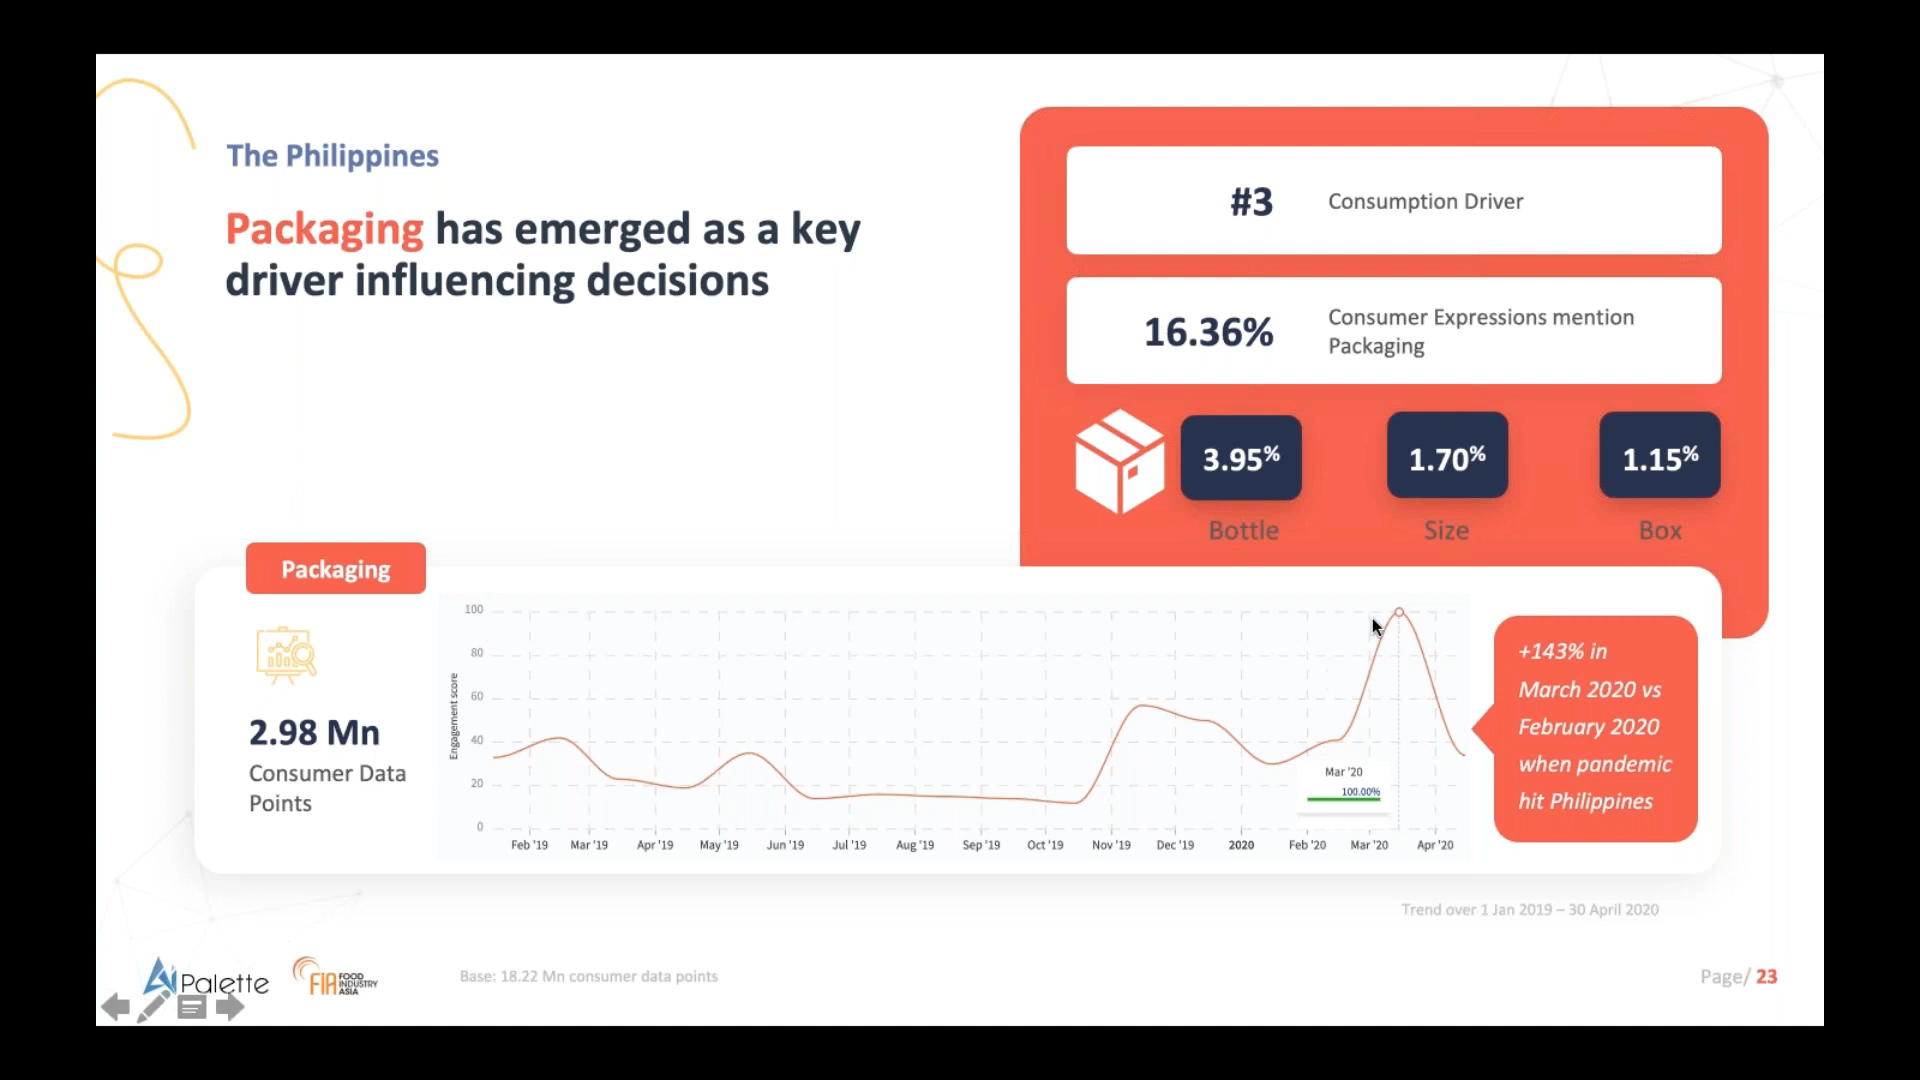 The Philippines
Packaging has emerged as a key
driver influencing decisions
#3 Consumption Driver
16.36% Consumer Expressions mention
Packaging
3.95% 1.70% 1.15%
Bottle Size Box
Packaging
2.98 Mn
Consumer Data
Points
Engagement score
100
80
60
40
20
0
Mar '20
100.00%
Feb '19 Mar '19 Apr '19 May '19 Jun '19 Jul '19 Aug '19 Sep '19 Oct '19 Nov '19 Dec '19 2020 Feb '20 Mar '20 Apr '20
+143% in
March 2020 vs
February 2020
when pandemic
hit Philippines
Trend over 1 Jan 2019 – 30 April 2020
Ai Palette
FIA FOOD
INDUSTRY
ASIA
Base: 18.22 Mn consumer data points
Page/ 23